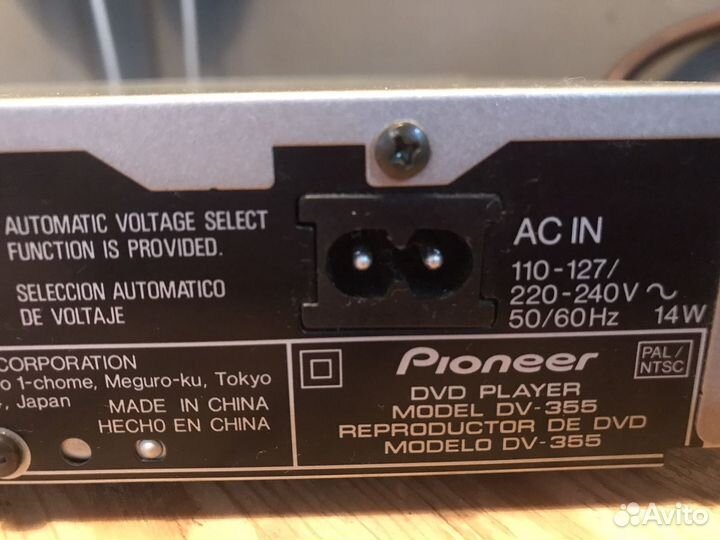 AUTOMATIC VOLTAGE SELECT
FUNCTION IS PROVIDED.
SELECCION AUTOMATICO
DE VOLTAJE
AC IN
110-127/
220-240V ~
50/60Hz 14W
CORPORATION
1-chome, Meguro-ku, Tokyo
, Japan
MADE IN CHINA
HECHO EN CHINA
Pioneer
PAL/
NTSC
DVD PLAYER
MODEL DV-355
REPRODUCTOR DE DVD
MODELO DV-355
Avito